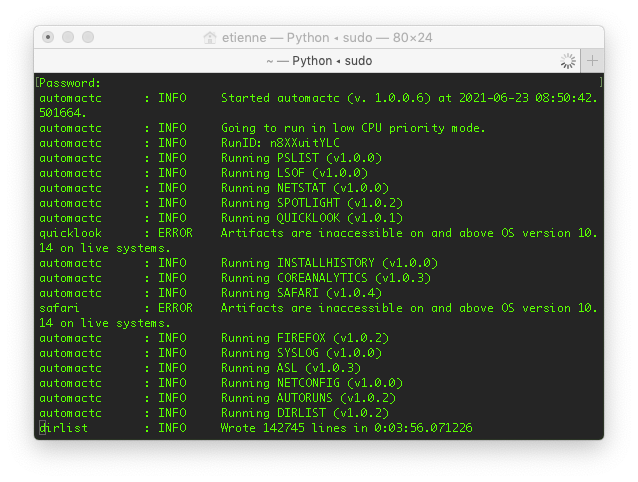 etienne — Python ◂ sudo — 80×24
~ — Python ◂ sudo
[Password: ]
automactc : INFO Started automactc (v. 1.0.0.6) at 2021-06-23 08:50:42.
501664.
automactc : INFO Going to run in low CPU priority mode.
automactc : INFO RunID: n8XXuitYLC
automactc : INFO Running PSLIST (v1.0.0)
automactc : INFO Running LSOF (v1.0.0)
automactc : INFO Running NETSTAT (v1.0.0)
automactc : INFO Running SPOTLIGHT (v1.0.2)
automactc : INFO Running QUICKLOOK (v1.0.1)
quicklook : ERROR Artifacts are inaccessible on and above OS version 10.
14 on live systems.
automactc : INFO Running INSTALLHISTORY (v1.0.0)
automactc : INFO Running COREANALYTICS (v1.0.3)
automactc : INFO Running SAFARI (v1.0.4)
safari : ERROR Artifacts are inaccessible on and above OS version 10.
14 on live systems.
automactc : INFO Running FIREFOX (v1.0.2)
automactc : INFO Running SYSLOG (v1.0.0)
automactc : INFO Running ASL (v1.0.3)
automactc : INFO Running NETCONFIG (v1.0.0)
automactc : INFO Running AUTORUNS (v1.0.2)
automactc : INFO Running DIRLIST (v1.0.2)
dirlist : INFO Wrote 142745 lines in 0:03:56.071226